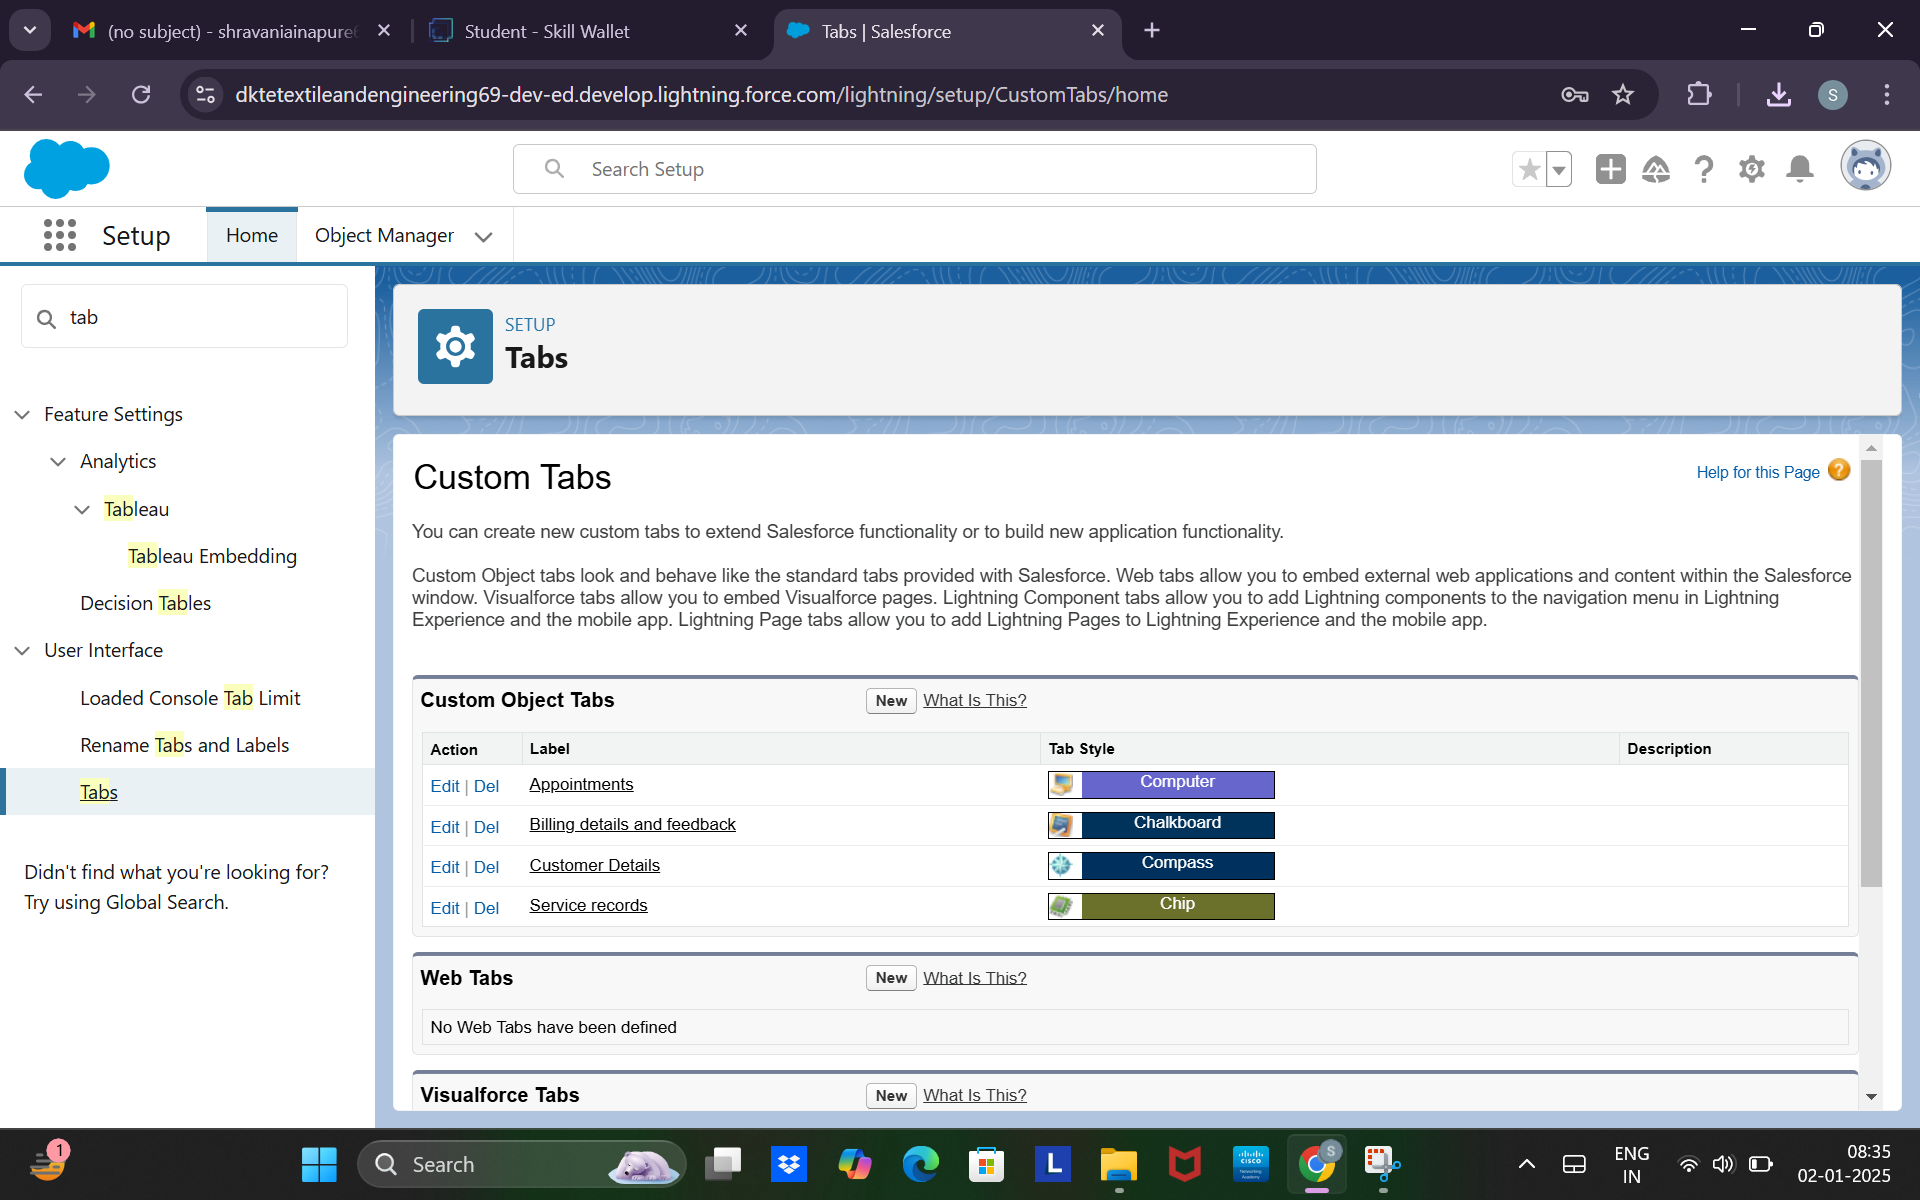 (no subject) - shravaniainapure
Student - Skill Wallet
Tabs | Salesforce
dktetextileandengineering69-dev-ed.develop.lightning.force.com/lightning/setup/CustomTabs/home
S
Search Setup
Setup
Home
Object Manager
tab
Feature Settings
Analytics
Tableau
Tableau Embedding
Decision Tables
User Interface
Loaded Console Tab Limit
Rename Tabs and Labels
Tabs
Didn't find what you're looking for?
Try using Global Search.
SETUP
Tabs
Custom Tabs
Help for this Page ?
You can create new custom tabs to extend Salesforce functionality or to build new application functionality.
Custom Object tabs look and behave like the standard tabs provided with Salesforce. Web tabs allow you to embed external web applications and content within the Salesforce
window. Visualforce tabs allow you to embed Visualforce pages. Lightning Component tabs allow you to add Lightning components to the navigation menu in Lightning
Experience and the mobile app. Lightning Page tabs allow you to add Lightning Pages to Lightning Experience and the mobile app.
Custom Object Tabs New What Is This?
Action Label Tab Style Description
Edit | Del Appointments Computer
Edit | Del Billing details and feedback Chalkboard
Edit | Del Customer Details Compass
Edit | Del Service records Chip
Web Tabs New What Is This?
No Web Tabs have been defined
Visualforce Tabs New What Is This?
1
Search
L
CISCO
S
ENG
IN
08:35
02-01-2025